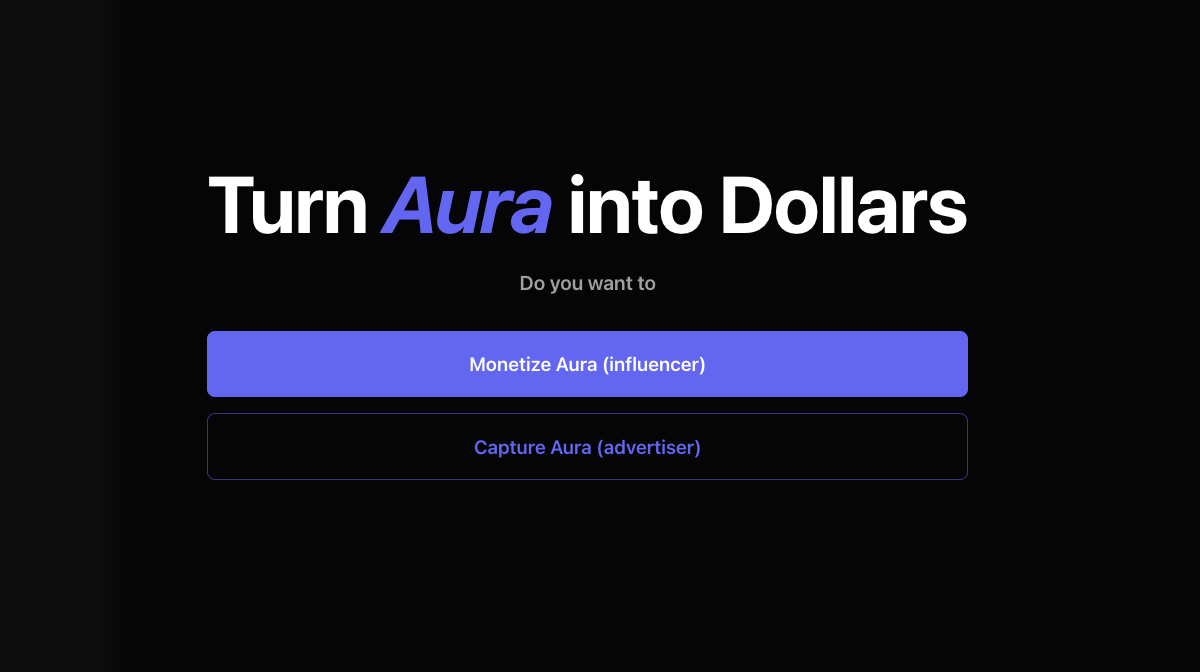 Turn Aura into Dollars
Do you want to
Monetize Aura (influencer)
Capture Aura (advertiser)